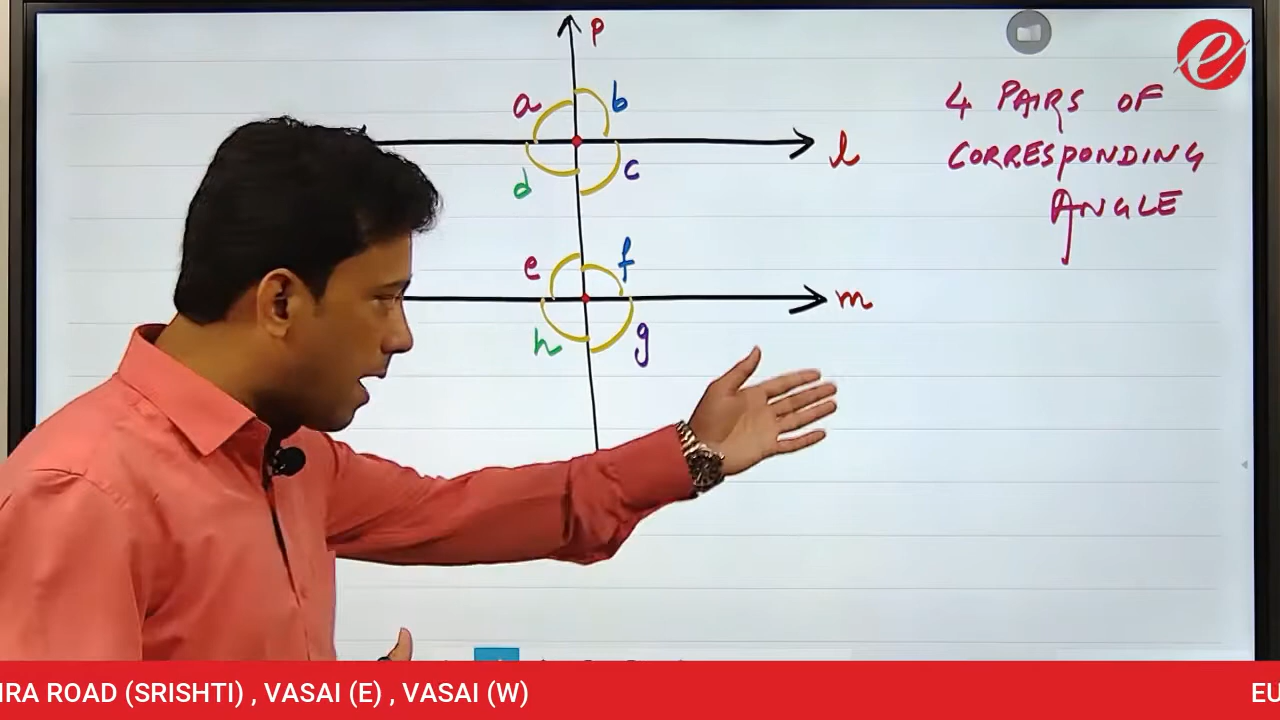 p
a b
l
d c
e f
m
h g
4 PAIRS OF
CORRESPONDING
ANGLE
e
IRA ROAD (SRISHTI) , VASAI (E) , VASAI (W)
EU